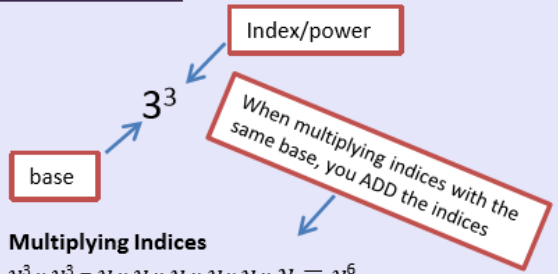 Index/power
3³
When multiplying indices with the
same base, you ADD the indices
base
Multiplying Indices